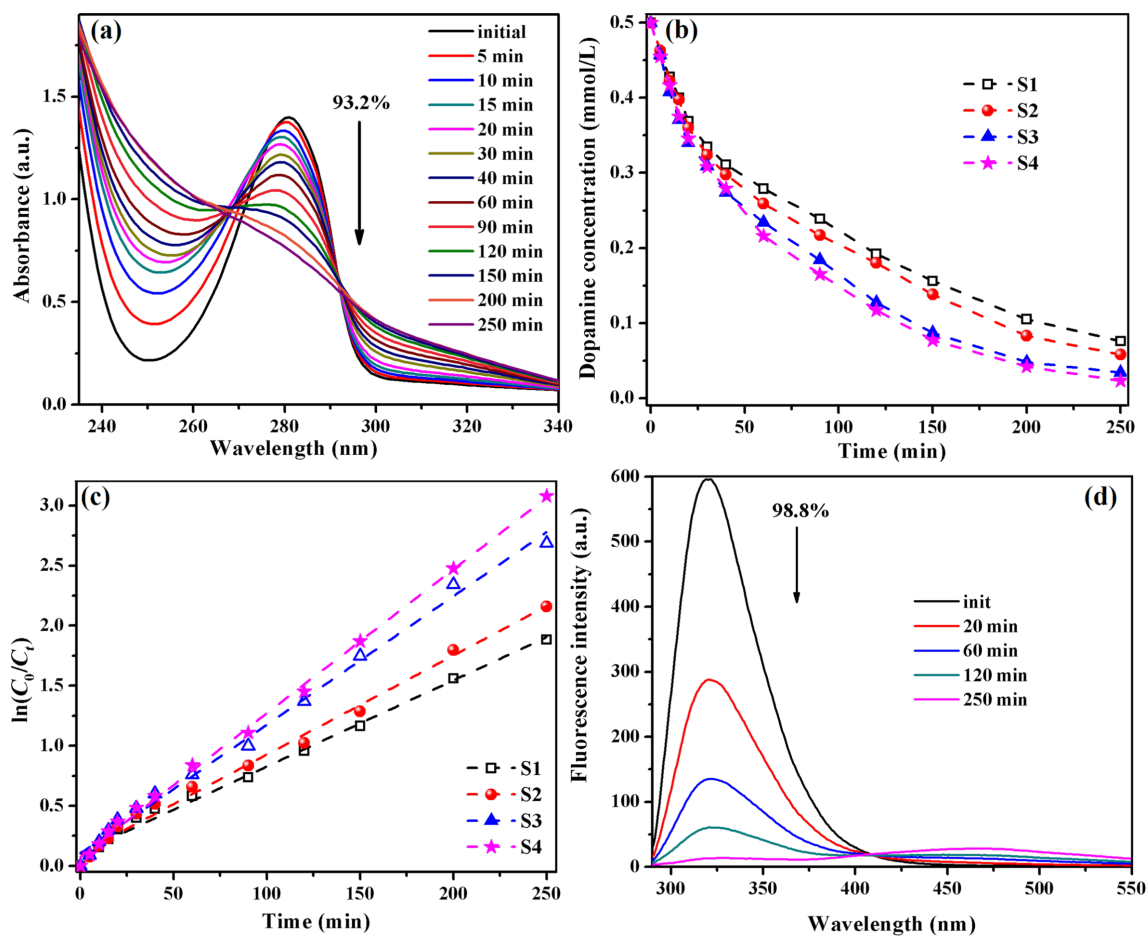 (a)
93.2%
initial
5 min
10 min
15 min
20 min
30 min
40 min
60 min
90 min
120 min
150 min
200 min
250 min
Absorbance (a.u.)
0.0
0.5
1.0
1.5
240
260
280
300
320
340
Wavelength (nm)
(b)
S1
S2
S3
S4
Dopamine concentration (mmol/L)
0.5
0.4
0.3
0.2
0.1
0.0
0
50
100
150
200
250
Time (min)
(c)
S1
S2
S3
S4
ln(C0/Ct)
3.0
2.5
2.0
1.5
1.0
0.5
0.0
0
50
100
150
200
250
Time (min)
(d)
98.8%
init
20 min
60 min
120 min
250 min
Fluorescence intensity (a.u.)
600
500
400
300
200
100
0
300
350
400
450
500
550
Wavelength (nm)